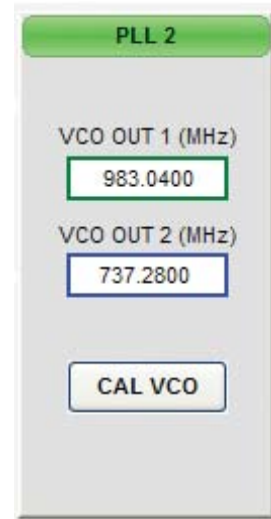 PLL 2
VCO OUT 1 (MHz)
983.0400
VCO OUT 2 (MHz)
737.2800
CAL VCO